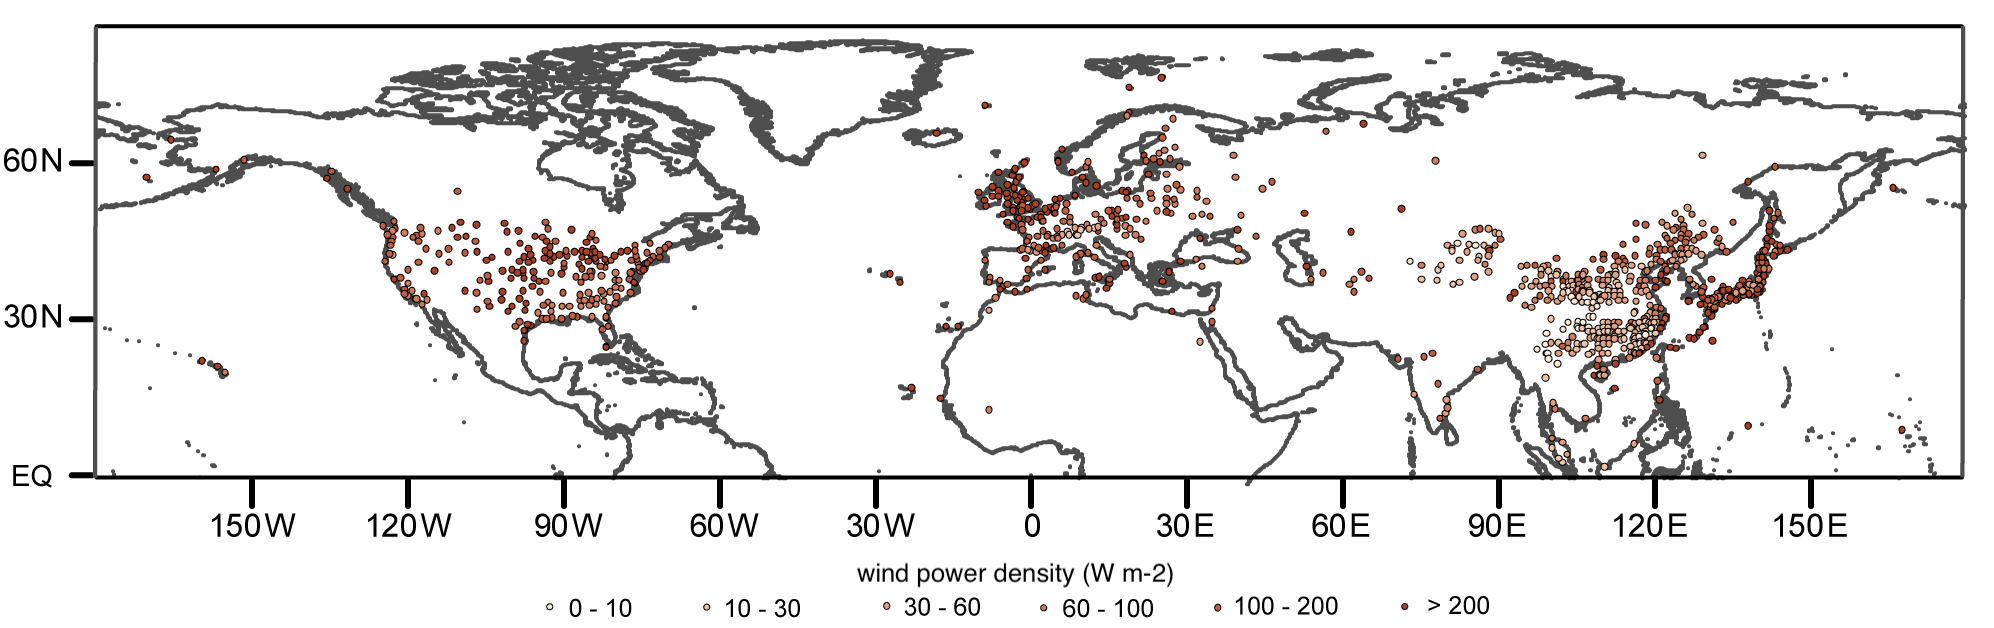 60N
30N
EQ
150W 120W 90W 60W 30W 0 30E 60E 90E 120E 150E
wind power density (W m-2)
0 - 10 10 - 30 30 - 60 60 - 100 100 - 200 > 200